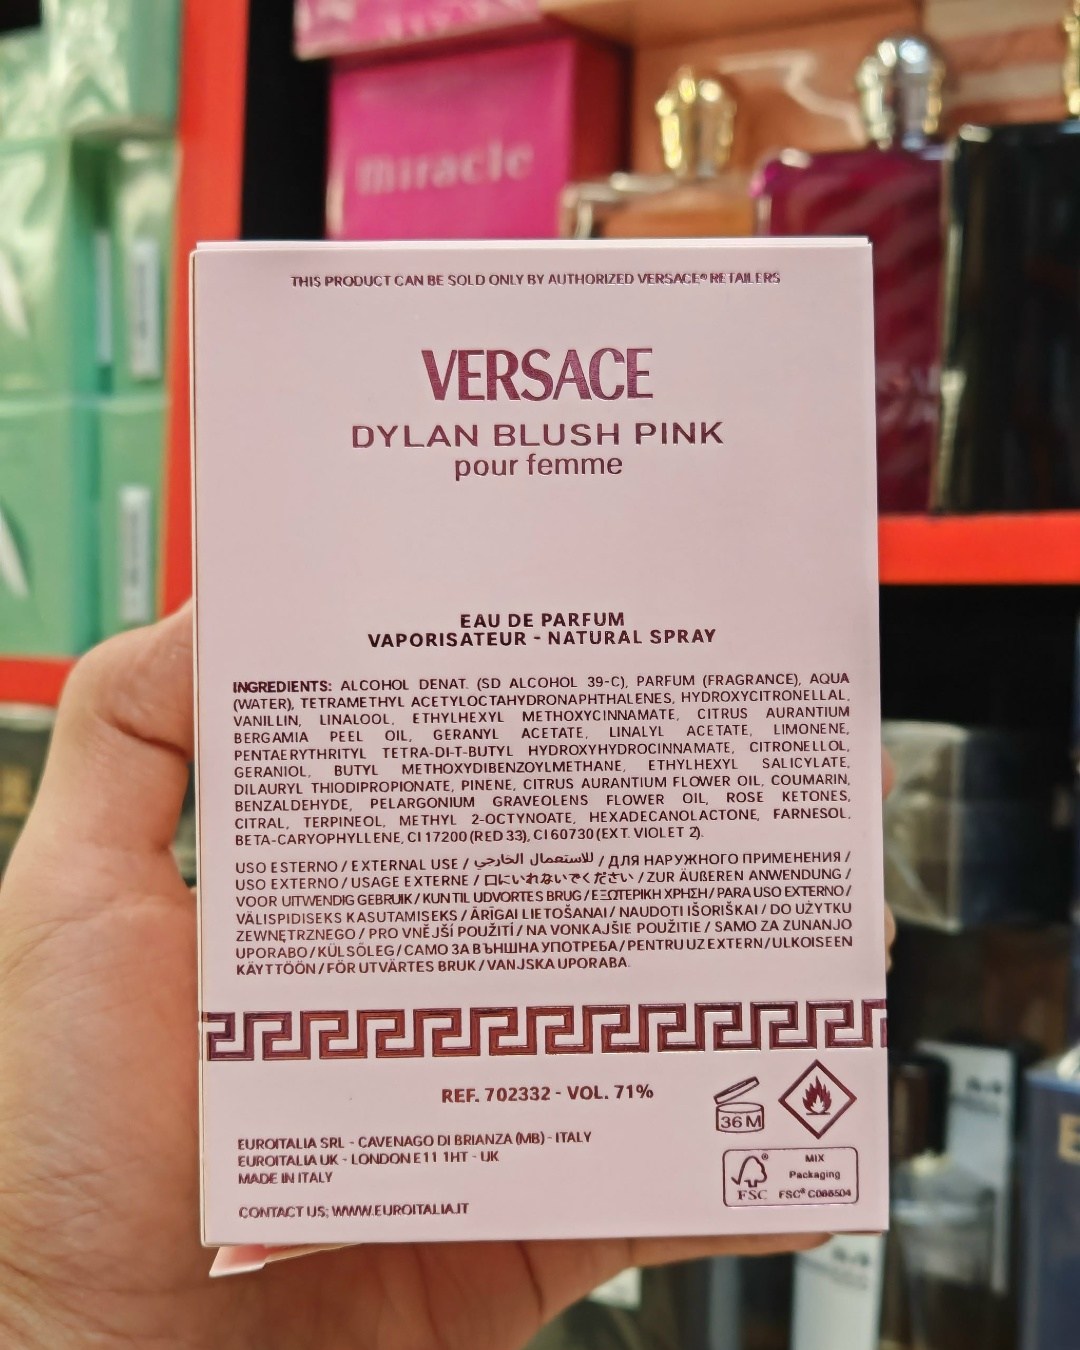 miracle
THIS PRODUCT CAN BE SOLD ONLY BY AUTHORIZED VERSACE® RETAILERS
VERSACE
DYLAN BLUSH PINK
pour femme
EAU DE PARFUM
VAPORISATEUR - NATURAL SPRAY
INGREDIENTS: ALCOHOL DENAT. (SD ALCOHOL 39-C), PARFUM (FRAGRANCE), AQUA
(WATER), TETRAMETHYL ACETYLOCTAHYDRONAPHTHALENES, HYDROXYCITRONELLAL,
VANILLIN, LINALOOL, ETHYLHEXYL METHOXYCINNAMATE, CITRUS AURANTIUM
BERGAMIA PEEL OIL, GERANYL ACETATE, LINALYL ACETATE, LIMONENE,
PENTAERYTHRITYL TETRA-DI-T-BUTYL HYDROXYHYDROCINNAMATE, CITRONELLOL,
GERANIOL, BUTYL METHOXYDIBENZOYLMETHANE, ETHYLHEXYL SALICYLATE,
DILAURYL THIODIPROPIONATE, PINENE, CITRUS AURANTIUM FLOWER OIL, COUMARIN,
BENZALDEHYDE, PELARGONIUM GRAVEOLENS FLOWER OIL, ROSE KETONES,
CITRAL, TERPINEOL, METHYL 2-OCTYNOATE, HEXADECANOLACTONE, FARNESOL,
BETA-CARYOPHYLLENE, CI 17200 (RED 33), CI 60730 (EXT. VIOLET 2).
USO ESTERNO / EXTERNAL USE / للاستعمال الخارجي / ДЛЯ НАРУЖНОГО ПРИМЕНЕНИЯ /
USO EXTERNO / USAGE EXTERNE / 口にいれないでください / ZUR ÄUßEREN ANWENDUNG /
VOOR UITWENDIG GEBRUIK / KUN TIL UDVORTES BRUG / ΕΞΩΤΕΡΙΚΗ ΧΡΗΣΗ / PARA USO EXTERNO /
VÄLISPIDISEKS KASUTAMISEKS / ĀRĪGAI LIETOŠANAI / NAUDOTI IŠORIŠKAI / DO UŻYTKU
ZEWNĘTRZNEGO / PRO VNĚJŠÍ POUŽITÍ / NA VONKAJŠIE POUŽITIE / SAMO ZA ZUNANJO
UPORABO / KÜLSŐLEG / САМО ЗА ВЪНШНА УПОТРЕБА / PENTRU UZ EXTERN / ULKOISEEN
KÄYTTÖÖN / FÖR UTVÄRTES BRUK / VANJSKA UPORABA.
REF. 702332 - VOL. 71%
36 M
EUROITALIA SRL - CAVENAGO DI BRIANZA (MB) - ITALY
EUROITALIA UK - LONDON E11 1HT - UK
MADE IN ITALY
CONTACT US: WWW.EUROITALIA.IT
FSC
MIX
Packaging
FSC® C088504